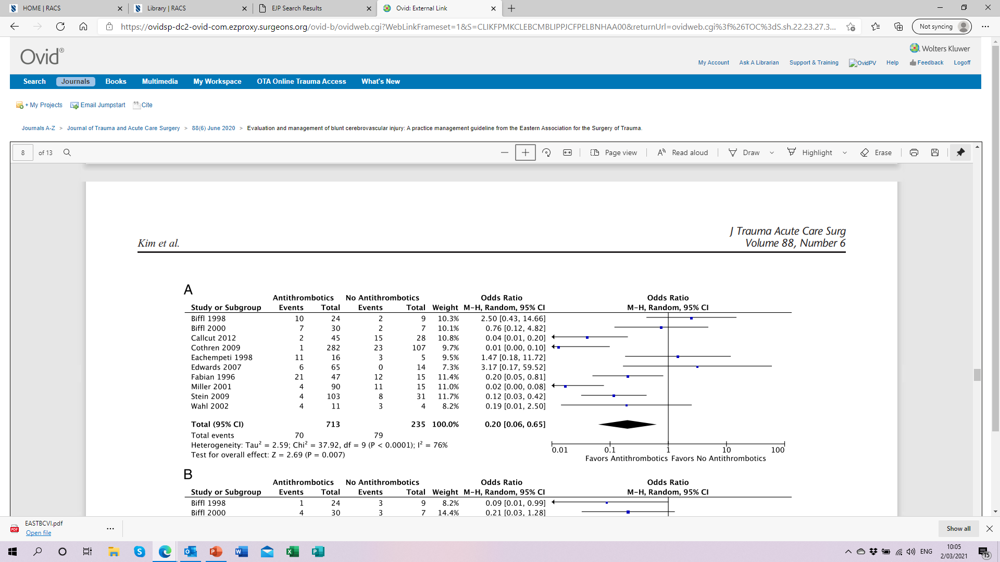 HOME | RACS
Library | RACS
EJP Search Results
Ovid: External Link
https://ovidsp-dc2-ovid-com.ezproxy.surgeons.org/ovid-b/ovidweb.cgi?WebLinkFrameset=1&S=CLIKFPMKCLEBCMBLIPPJCFPELBNHAA00&returnUrl=ovidweb.cgi%3f%26TOC%3dS.sh.22.23.27.3...
Not syncing
Ovid®
Wolters Kluwer
My Account Ask A Librarian Support & Training OvidPV Help Feedback Logoff
Search Journals Books Multimedia My Workspace OTA Online Trauma Access What's New
+ My Projects Email Jumpstart Cite
Journals A-Z > Journal of Trauma and Acute Care Surgery > 88(6) June 2020 > Evaluation and management of blunt cerebrovascular injury: A practice management guideline from the Eastern Association for the Surgery of Trauma.
8 of 13 Page view Read aloud Draw Highlight Erase
J Trauma Acute Care Surg
Kim et al. Volume 88, Number 6
A
Antithrombotics No Antithrombotics Odds Ratio Odds Ratio
Study or Subgroup Events Total Events Total Weight M-H, Random, 95% CI M-H, Random, 95% CI
Biffl 1998 10 24 2 9 10.3% 2.50 [0.43, 14.66]
Biffl 2000 7 30 2 7 10.1% 0.76 [0.12, 4.82]
Callcut 2012 2 45 15 28 10.8% 0.04 [0.01, 0.20]
Cothren 2009 1 282 23 107 9.7% 0.01 [0.00, 0.10]
Eachempeti 1998 11 16 3 5 9.5% 1.47 [0.18, 11.72]
Edwards 2007 6 65 0 14 7.3% 3.17 [0.17, 59.52]
Fabian 1996 21 47 12 15 11.4% 0.20 [0.05, 0.81]
Miller 2001 4 90 11 15 11.0% 0.02 [0.00, 0.08]
Stein 2009 4 103 8 31 11.7% 0.12 [0.03, 0.42]
Wahl 2002 4 11 3 4 8.2% 0.19 [0.01, 2.50]
Total (95% CI) 713 235 100.0% 0.20 [0.06, 0.65]
Total events 70 79
Heterogeneity: Tau² = 2.59; Chi² = 37.92, df = 9 (P < 0.0001); I² = 76%
Test for overall effect: Z = 2.69 (P = 0.007)
0.01 0.1 1 10 100
Favors Antithrombotics Favors No Antithrombotics
B
Antithrombotics No Antithrombotics Odds Ratio Odds Ratio
Study or Subgroup Events Total Events Total Weight M-H, Random, 95% CI M-H, Random, 95% CI
Biffl 1998 1 24 3 9 8.2% 0.09 [0.01, 0.99]
Biffl 2000 4 30 3 7 14.4% 0.21 [0.03, 1.28]
EASTBCVI.pdf
Open file
Show all
ENG
10:05
2/03/2021
15